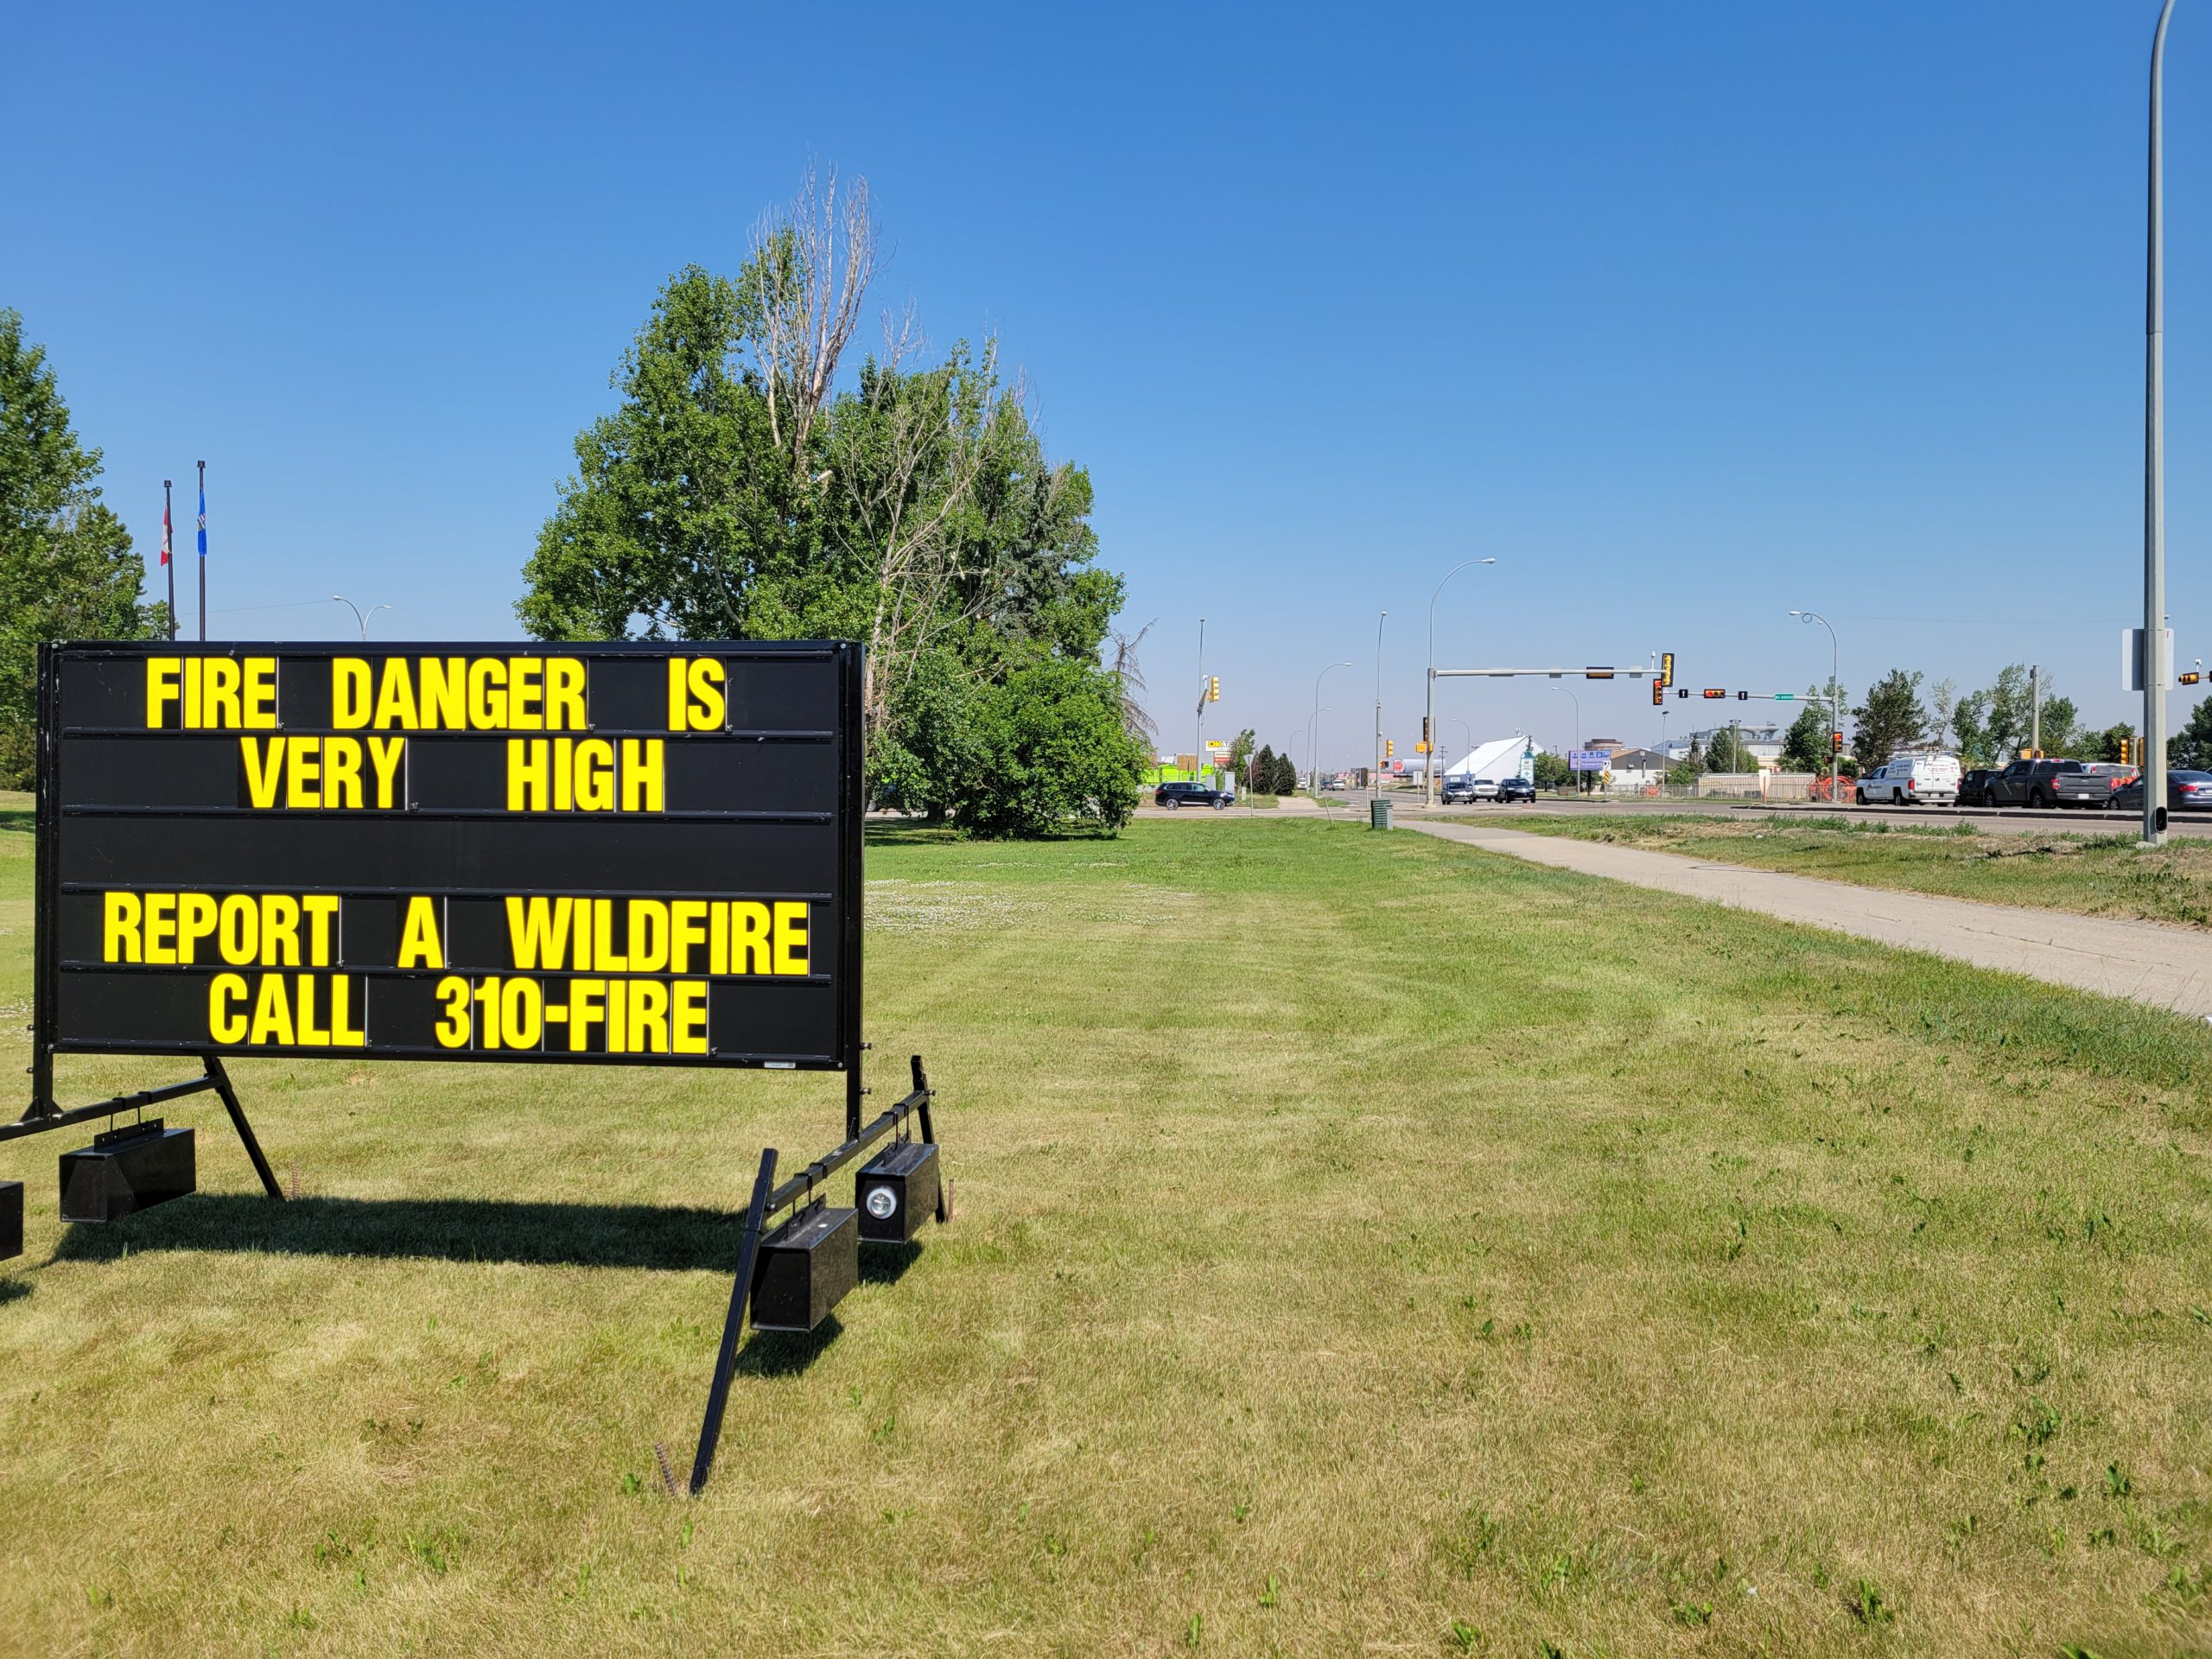 FIRE DANGER IS
VERY HIGH
REPORT A WILDFIRE
CALL 310-FIRE